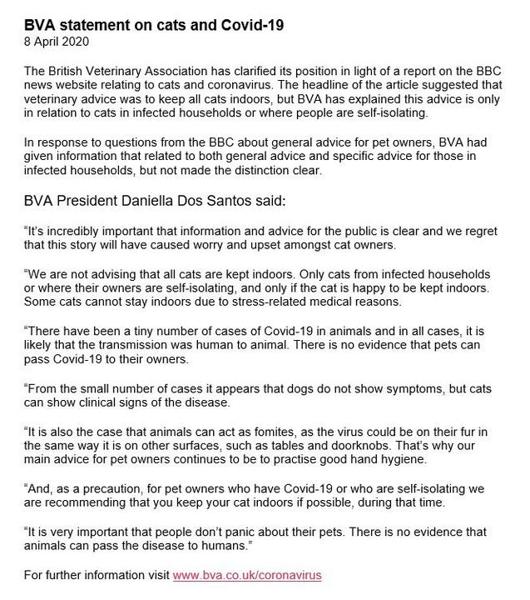 BVA statement on cats and Covid-19
8 April 2020
The British Veterinary Association has clarified its position in light of a report on the BBC
news website relating to cats and coronavirus. The headline of the article suggested that
veterinary advice was to keep all cats indoors, but BVA has explained this advice is only
in relation to cats in infected households or where people are self-isolating.
In response to questions from the BBC about general advice for pet owners, BVA had
given information that related to both general advice and specific advice for those in
infected households, but not made the distinction clear.
BVA President Daniella Dos Santos said:
“It’s incredibly important that information and advice for the public is clear and we regret
that this story will have caused worry and upset amongst cat owners.
“We are not advising that all cats are kept indoors. Only cats from infected households
or where their owners are self-isolating, and only if the cat is happy to be kept indoors.
Some cats cannot stay indoors due to stress-related medical reasons.
“There have been a tiny number of cases of Covid-19 in animals and in all cases, it is
likely that the transmission was human to animal. There is no evidence that pets can
pass Covid-19 to their owners.
“From the small number of cases it appears that dogs do not show symptoms, but cats
can show clinical signs of the disease.
“It is also the case that animals can act as fomites, as the virus could be on their fur in
the same way it is on other surfaces, such as tables and doorknobs. That’s why our
main advice for pet owners continues to be to practise good hand hygiene.
“And, as a precaution, for pet owners who have Covid-19 or who are self-isolating we
are recommending that you keep your cat indoors if possible, during that time.
“It is very important that people don’t panic about their pets. There is no evidence that
animals can pass the disease to humans.”
For further information visit www.bva.co.uk/coronavirus